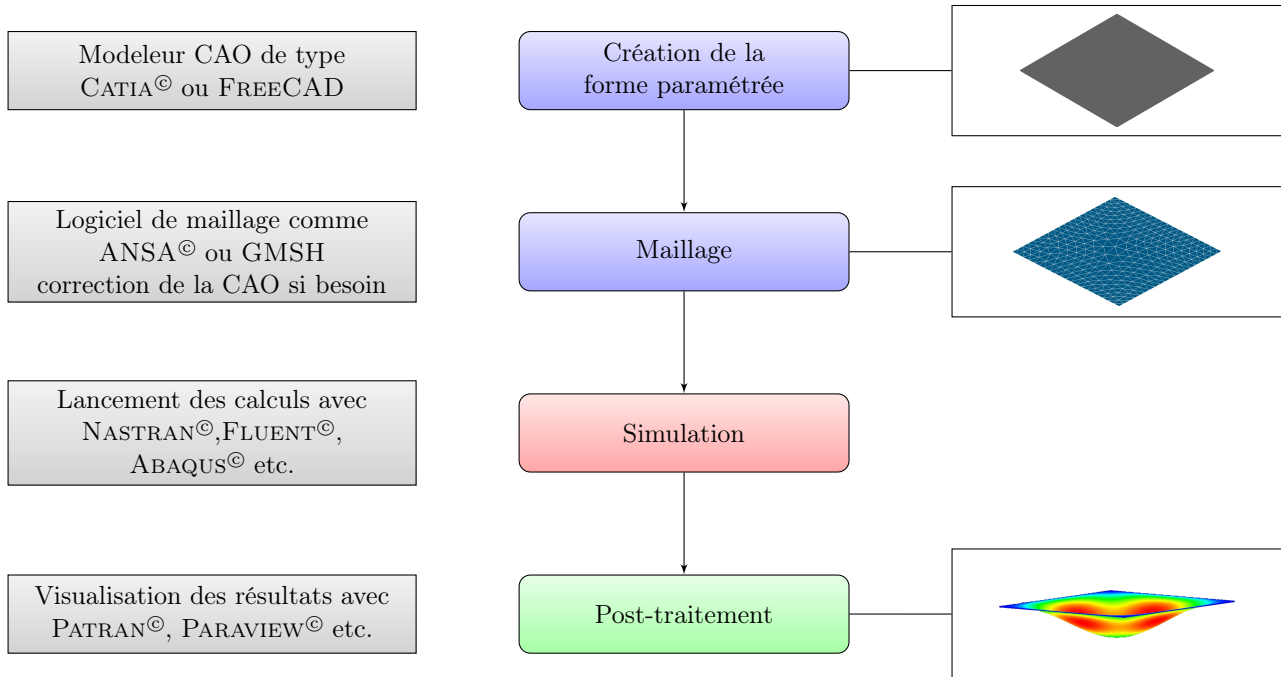 Modeleur CAO de type
CATIA© ou FREECAD
Création de la
forme paramétrée
Logiciel de maillage comme
ANSA© ou GMSH
correction de la CAO si besoin
Maillage
Lancement des calculs avec
NASTRAN©,FLUENT©,
ABAQUS© etc.
Simulation
Visualisation des résultats avec
PATRAN©, PARAVIEW© etc.
Post-traitement